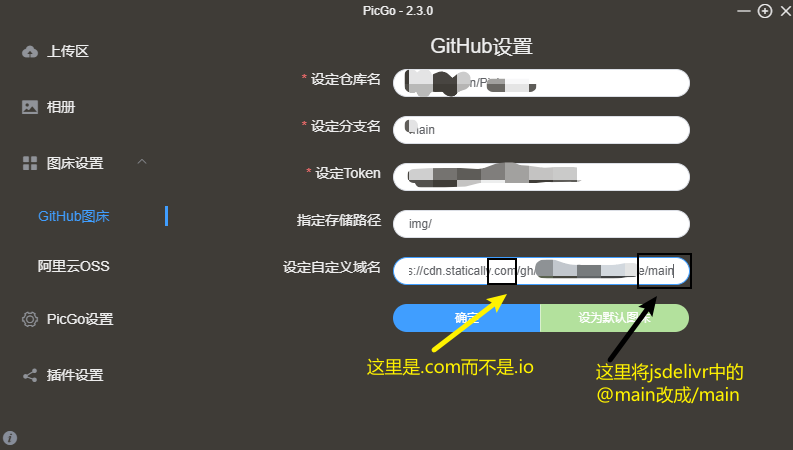 PicGo - 2.3.0
上传区
相册
图床设置
GitHub图床
阿里云OSS
PicGo设置
插件设置
GitHub设置
* 设定仓库名
* 设定分支名
main
* 设定Token
指定存储路径
img/
设定自定义域名
s://cdn.statically.com/gh/ e/main
确定
设为默认图床
这里是.com而不是.io
这里将jsdelivr中的
@main改成/main